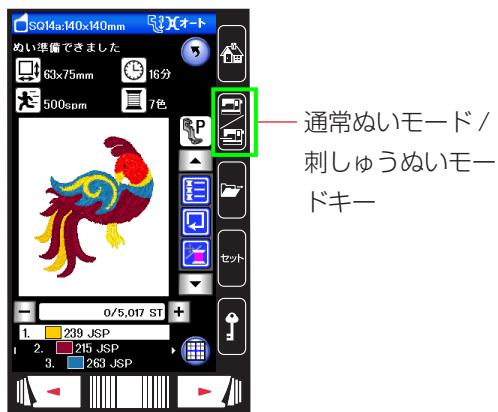 SQ14a:140x140mm オート
ぬい準備できました
63x75mm 16分
500spm 7色
P
セット
0/5,017 ST
1. 239 JSP
2. 215 JSP
3. 263 JSP
通常ぬいモード /
刺しゅうぬいモー
ドキー